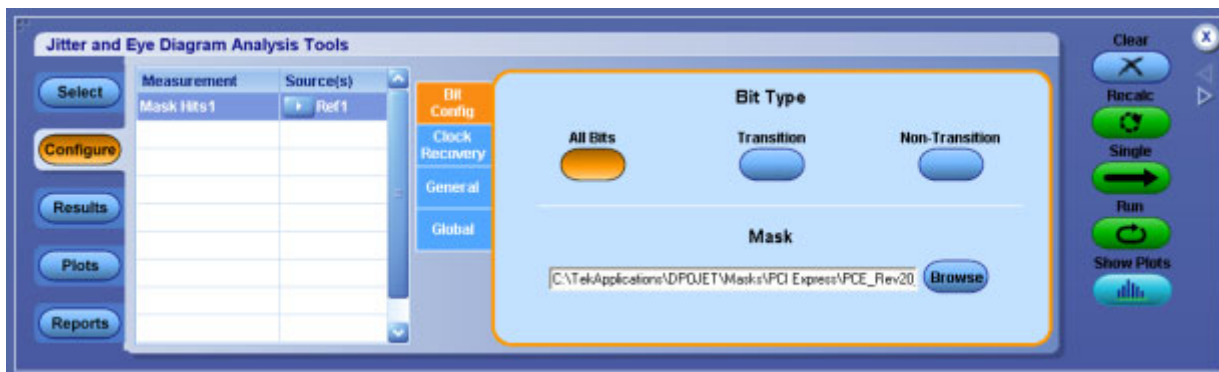 Jitter and Eye Diagram Analysis Tools
Select
Configure
Results
Plots
Reports
Measurement Source(s)
Mask Hits1 Ref1
Bit Config
Clock Recovery
General
Global
Bit Type
All Bits Transition Non-Transition
Mask
C:\TekApplications\DPOJET\Masks\PCI Express\PCE_Rev20 Browse
Clear
X
Recalc
Single
Run
Show Plots